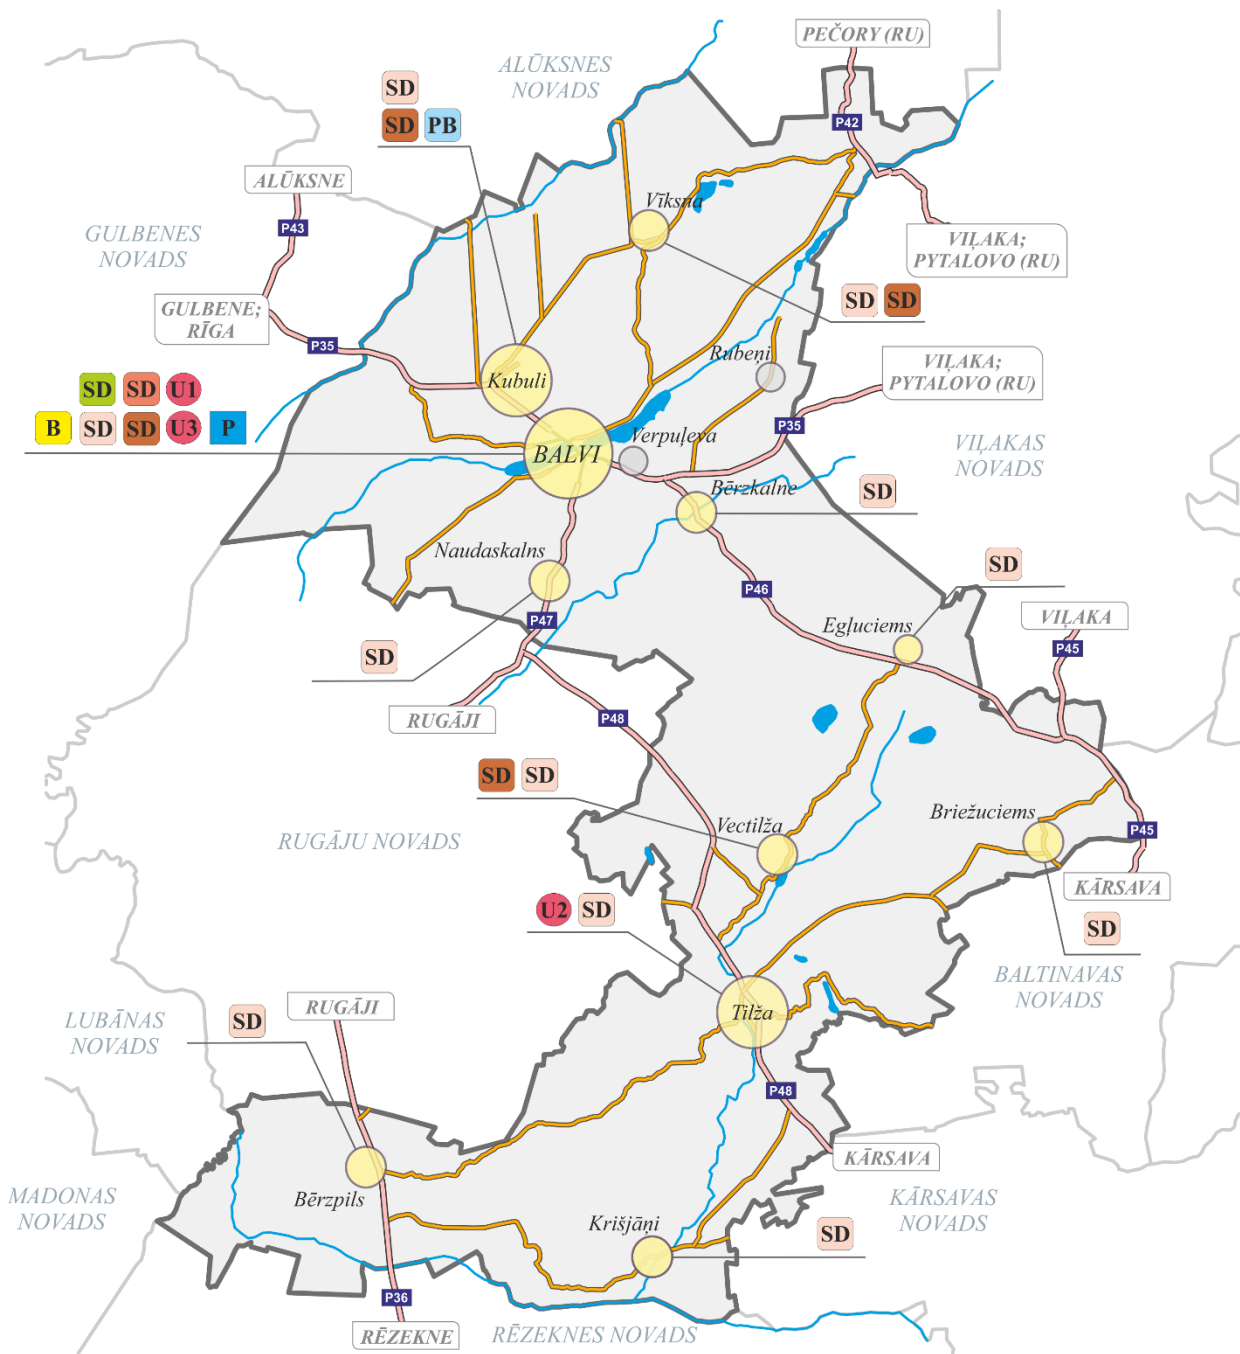 PEČORY (RU)
ALŪKSNES
NOVADS
SD
SD PB
P42
ALŪKSNE
Vīksna
P43
GULBENES
NOVADS
VIĻAKA;
PYTALOVO (RU)
GULBENE;
RĪGA
SD SD
P35
Rubeņi
VIĻAKA;
PYTALOVO (RU)
Kubuli
SD SD U1
B SD SD U3 P
P35
Verpuļeva
VIĻAKAS
NOVADS
BALVI
Bērzkalne
SD
Naudaskalns
SD
P46
P47
Egļuciems
VIĻAKA
P45
SD
RUGĀJI
P48
SD SD
RUGĀJU NOVADS
Vectilža
Briežuciems
P45
KĀRSAVA
U2 SD
SD
BALTINAVAS
NOVADS
RUGĀJI
LUBĀNAS
NOVADS
SD
Tilža
P48
KĀRSAVA
Bērzpils
MADONAS
NOVADS
KĀRSAVAS
NOVADS
Krišjāņi
SD
P36
RĒZEKNE
RĒZEKNES NOVADS